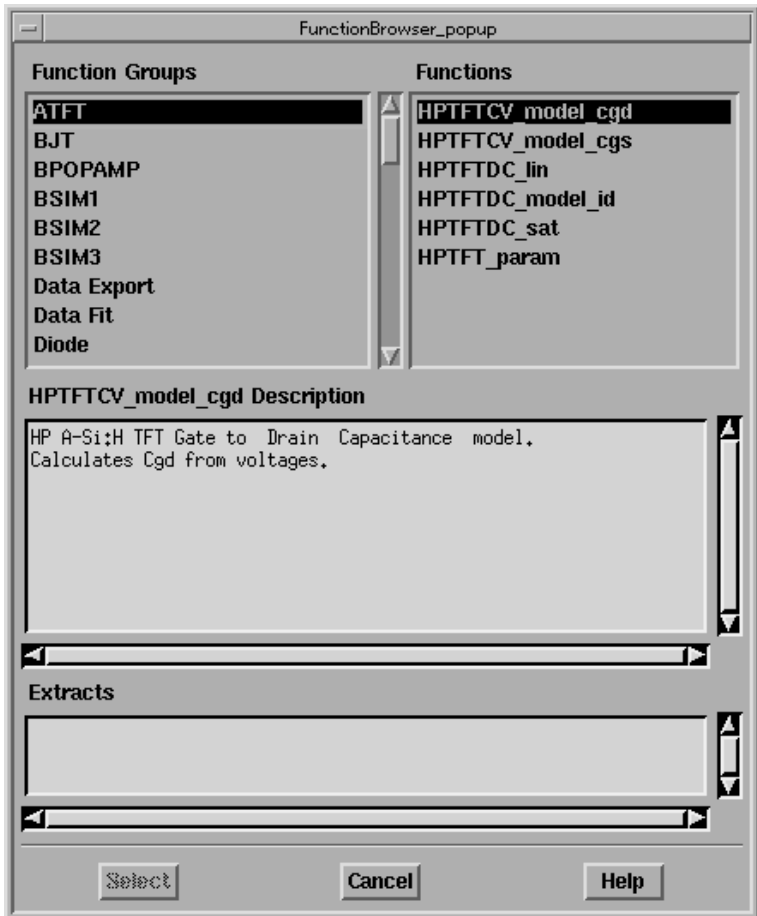 FunctionBrowser_popup
Function Groups
Functions
ATFT
BJT
BPOPAMP
BSIM1
BSIM2
BSIM3
Data Export
Data Fit
Diode
HPTFTCV_model_cgd
HPTFTCV_model_cgs
HPTFTDC_lin
HPTFTDC_model_id
HPTFTDC_sat
HPTFT_param
HPTFTCV_model_cgd Description
HP A-Si:H TFT Gate to  Drain  Capacitance  model.
Calculates Cgd from voltages.
Extracts
Select
Cancel
Help